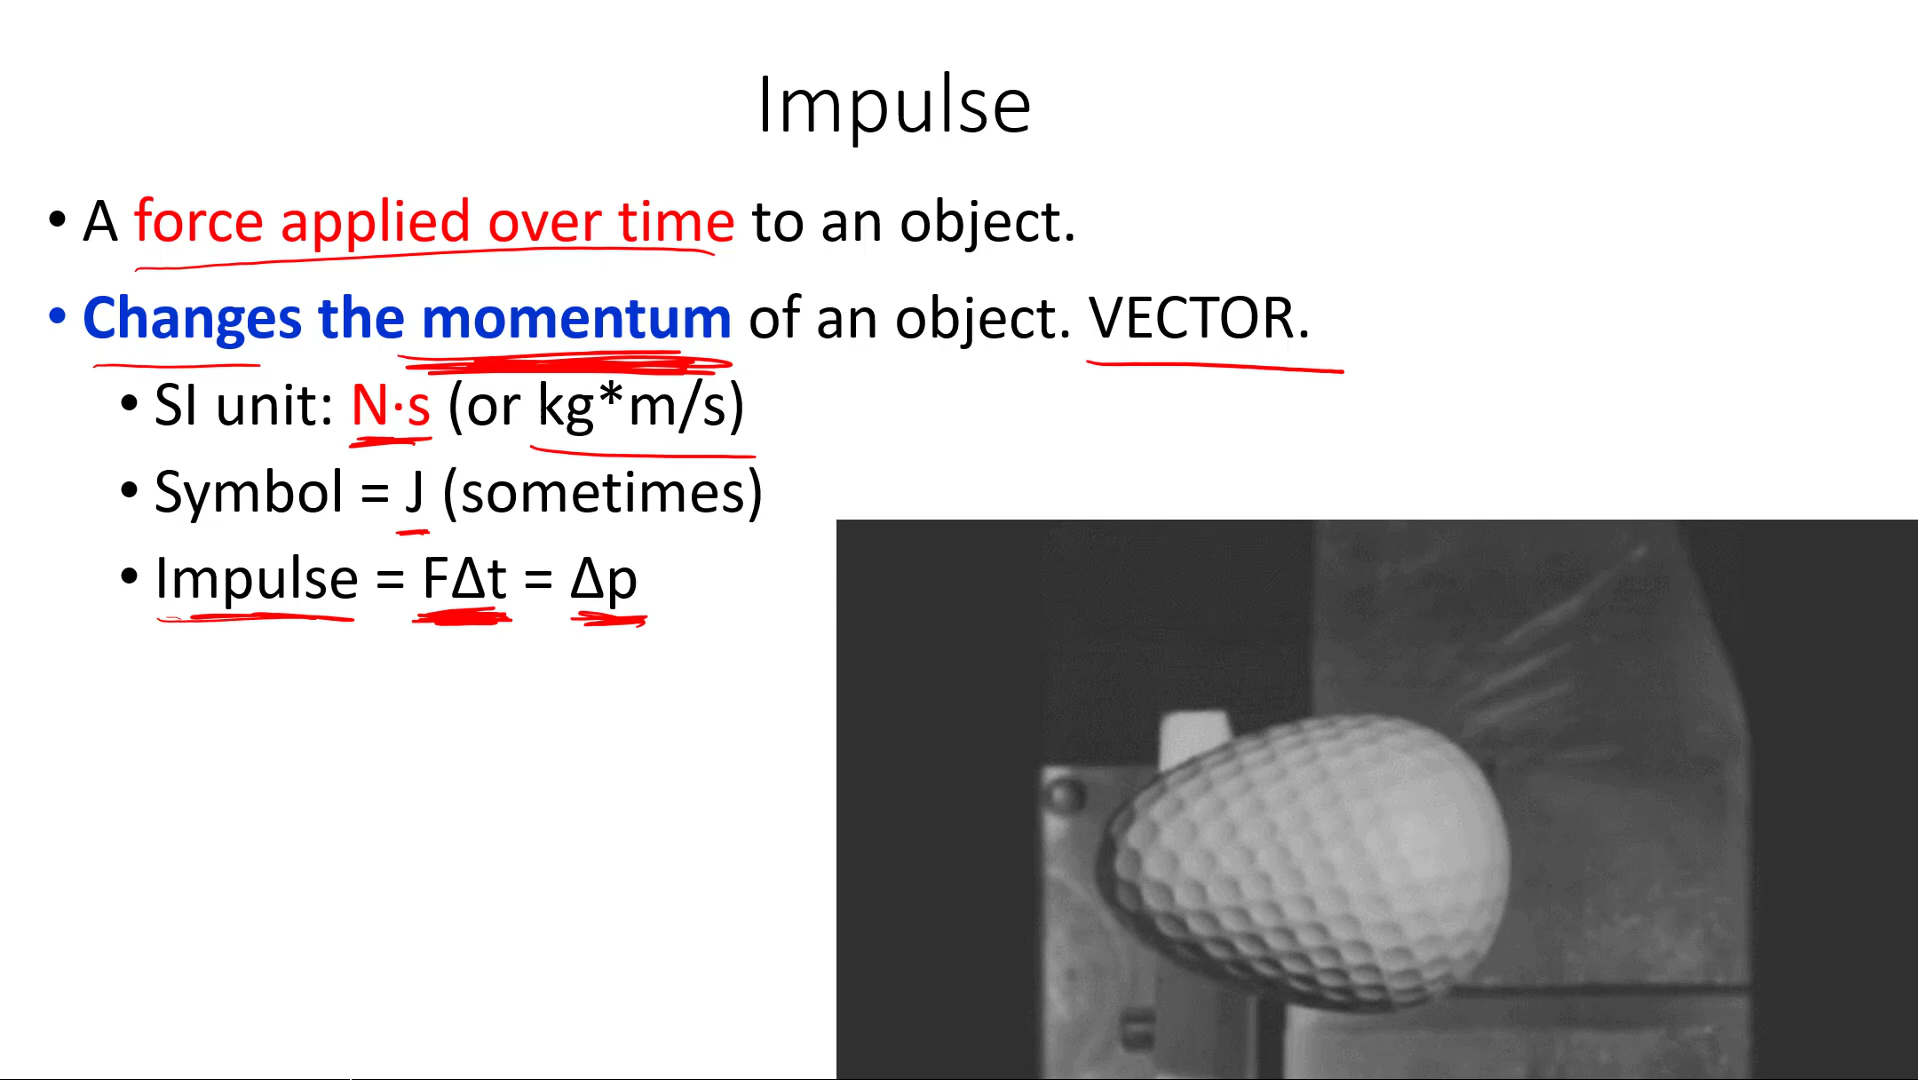 Impulse
• A force applied over time to an object.
• Changes the momentum of an object. VECTOR.
• SI unit: N·s (or kg*m/s)
• Symbol = J (sometimes)
• Impulse = FΔt = Δp